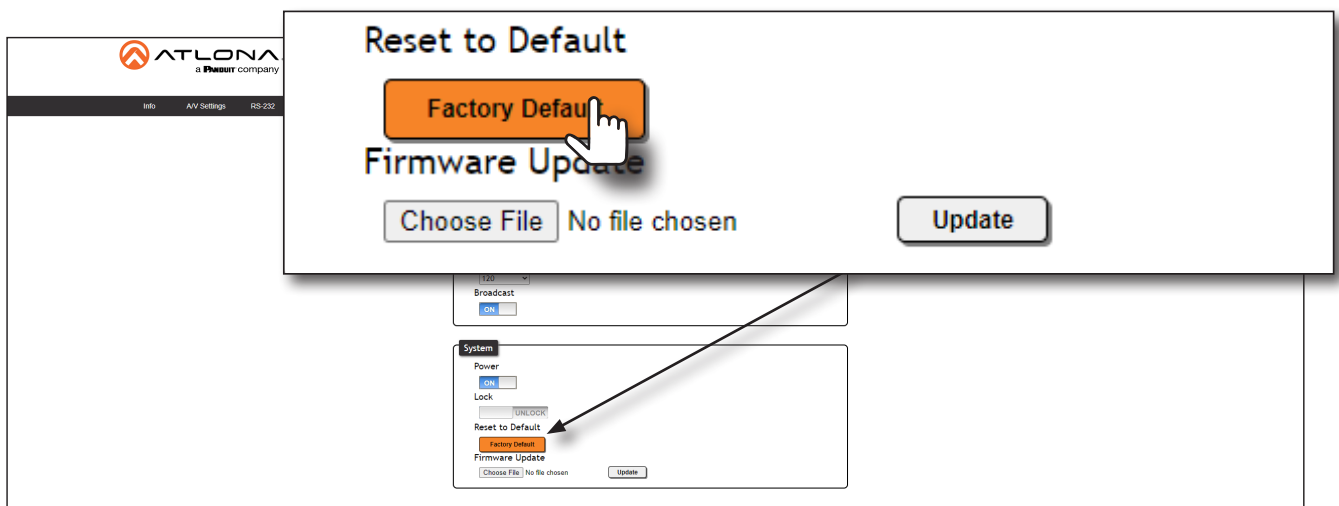 ATLONA
a PANDUIT company
Info A/V Settings RS-232
Reset to Default
Factory Default
Firmware Update
Choose File No file chosen Update
120
Broadcast
ON
System
Power
ON
Lock
UNLOCK
Reset to Default
Factory Default
Firmware Update
Choose File No file chosen Update